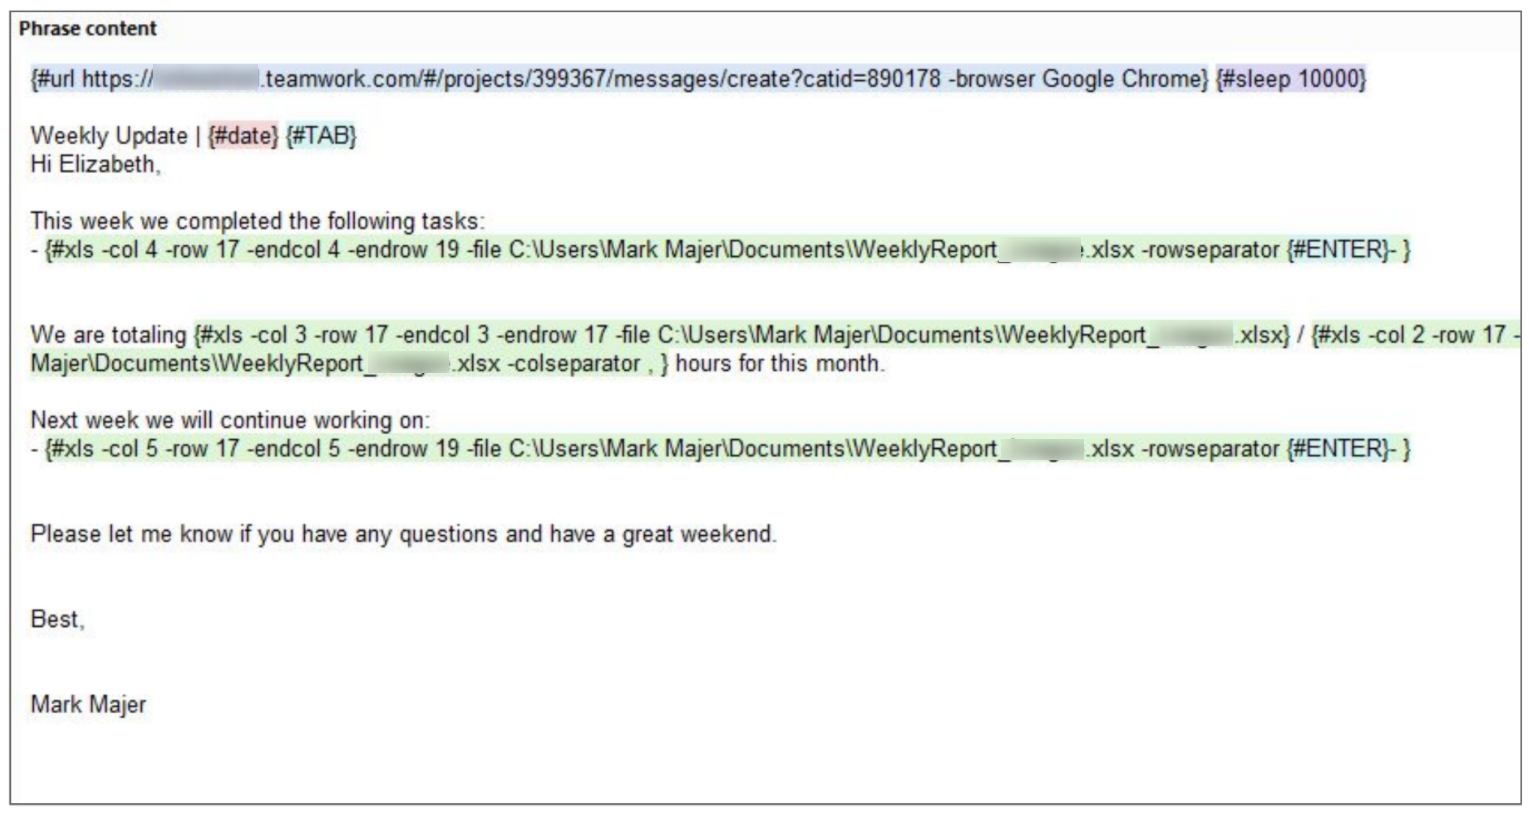 Phrase content
{#url https:// .teamwork.com/#/projects/399367/messages/create?catid=890178 -browser Google Chrome} {#sleep 10000}
Weekly Update | {#date} {#TAB}
Hi Elizabeth,
This week we completed the following tasks:
- {#xls -col 4 -row 17 -endcol 4 -endrow 19 -file C:\Users\Mark Majer\Documents\WeeklyReport_ .xlsx -rowseparator {#ENTER}- }
We are totaling {#xls -col 3 -row 17 -endcol 3 -endrow 17 -file C:\Users\Mark Majer\Documents\WeeklyReport_ .xlsx} / {#xls -col 2 -row 17 -
Majer\Documents\WeeklyReport_ .xlsx -colseparator , } hours for this month.
Next week we will continue working on:
- {#xls -col 5 -row 17 -endcol 5 -endrow 19 -file C:\Users\Mark Majer\Documents\WeeklyReport_ .xlsx -rowseparator {#ENTER}- }
Please let me know if you have any questions and have a great weekend.
Best,
Mark Majer